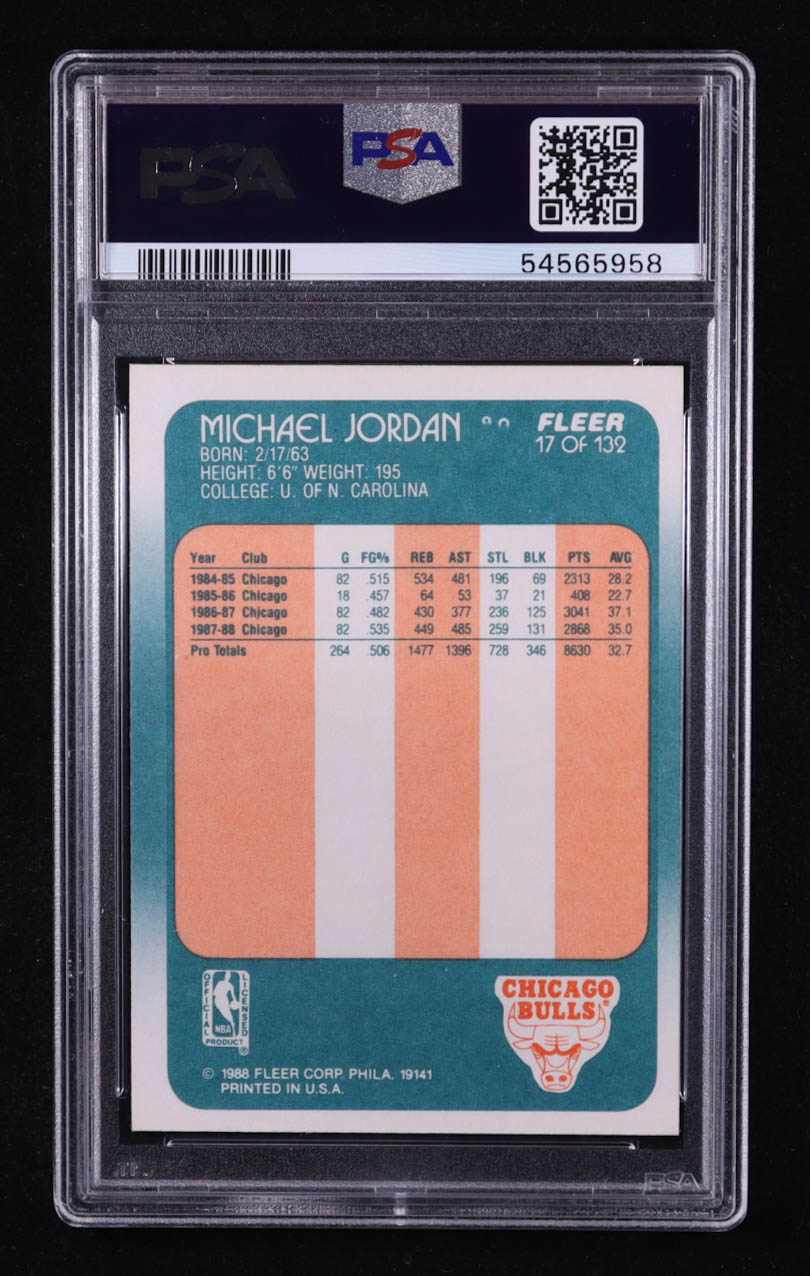 PSA PSA
54565958
MICHAEL JORDAN FLEER
BORN: 2/17/63 17 OF 132
HEIGHT: 6'6" WEIGHT: 195
COLLEGE: U. OF N. CAROLINA
Year Club G FG% REB AST STL BLK PTS AVG
1984-85 Chicago 82 .515 534 481 196 69 2313 28.2
1985-86 Chicago 18 .457 64 53 37 21 408 22.7
1986-87 Chicago 82 .482 430 377 236 125 3041 37.1
1987-88 Chicago 82 .535 449 485 259 131 2868 35.0
Pro Totals 264 .506 1477 1396 728 346 8630 32.7
OFFICIAL LICENSED
NBA
PRODUCT ®
CHICAGO
BULLS ®
© 1988 FLEER CORP. PHILA. 19141
PRINTED IN U.S.A.
PSA